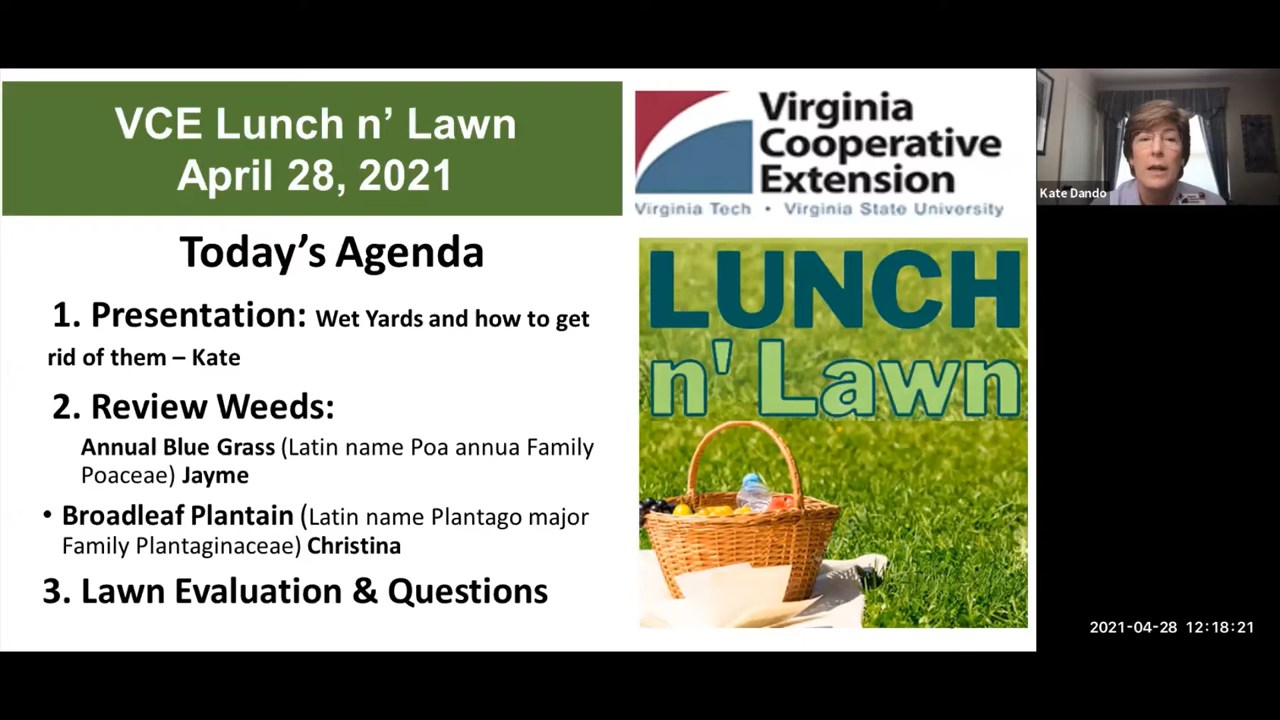 VCE Lunch n’ Lawn
April 28, 2021
Virginia
Cooperative
Extension
Virginia Tech • Virginia State University
Kate Dando
Today’s Agenda
1. Presentation: Wet Yards and how to get
rid of them – Kate
2. Review Weeds:
Annual Blue Grass (Latin name Poa annua Family
Poaceae) Jayme
• Broadleaf Plantain (Latin name Plantago major
Family Plantaginaceae) Christina
3. Lawn Evaluation & Questions
LUNCH
n' Lawn
2021-04-28 12:18:21